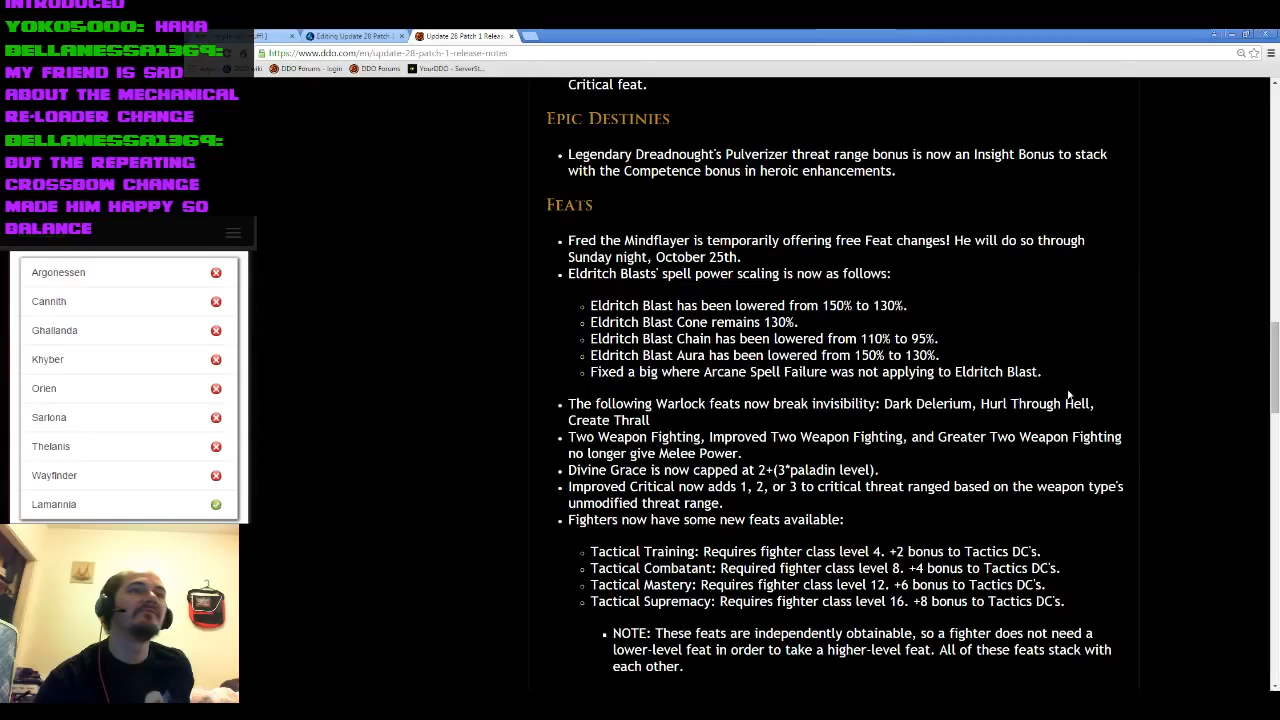 INTRODUCED
YOKO5000: HAHA
BELLANESSA1369:
MY FRIEND IS SAD
ABOUT THE MECHANICAL
RE-LOADER CHANGE
BELLANESSA1369:
BUT THE REPEATING
CROSSBOW CHANGE
MADE HIM HAPPY SO
BALANCE
Argonessen
Cannith
Ghallanda
Khyber
Orien
Sarlona
Thelanis
Wayfinder
Lamannia
Editing Update 28 Patch 1
Update 28 Patch 1 Releas
https://www.ddo.com/en/update-28-patch-1-release-notes
DDO Forums - login
DDO Forums
YourDDO - ServerSt...
Critical feat.
Epic Destinies
• Legendary Dreadnought's Pulverizer threat range bonus is now an Insight Bonus to stack
with the Competence bonus in heroic enhancements.
Feats
• Fred the Mindflayer is temporarily offering free Feat changes! He will do so through
Sunday night, October 25th.
• Eldritch Blasts' spell power scaling is now as follows:
◦ Eldritch Blast has been lowered from 150% to 130%.
◦ Eldritch Blast Cone remains 130%.
◦ Eldritch Blast Chain has been lowered from 110% to 95%.
◦ Eldritch Blast Aura has been lowered from 150% to 130%.
◦ Fixed a big where Arcane Spell Failure was not applying to Eldritch Blast.
• The following Warlock feats now break invisibility: Dark Delerium, Hurl Through Hell,
Create Thrall
• Two Weapon Fighting, Improved Two Weapon Fighting, and Greater Two Weapon Fighting
no longer give Melee Power.
• Divine Grace is now capped at 2+(3*paladin level).
• Improved Critical now adds 1, 2, or 3 to critical threat ranged based on the weapon type's
unmodified threat range.
• Fighters now have some new feats available:
◦ Tactical Training: Requires fighter class level 4. +2 bonus to Tactics DC's.
◦ Tactical Combatant: Required fighter class level 8. +4 bonus to Tactics DC's.
◦ Tactical Mastery: Requires fighter class level 12. +6 bonus to Tactics DC's.
◦ Tactical Supremacy: Requires fighter class level 16. +8 bonus to Tactics DC's.
▪ NOTE: These feats are independently obtainable, so a fighter does not need a
lower-level feat in order to take a higher-level feat. All of these feats stack with
each other.